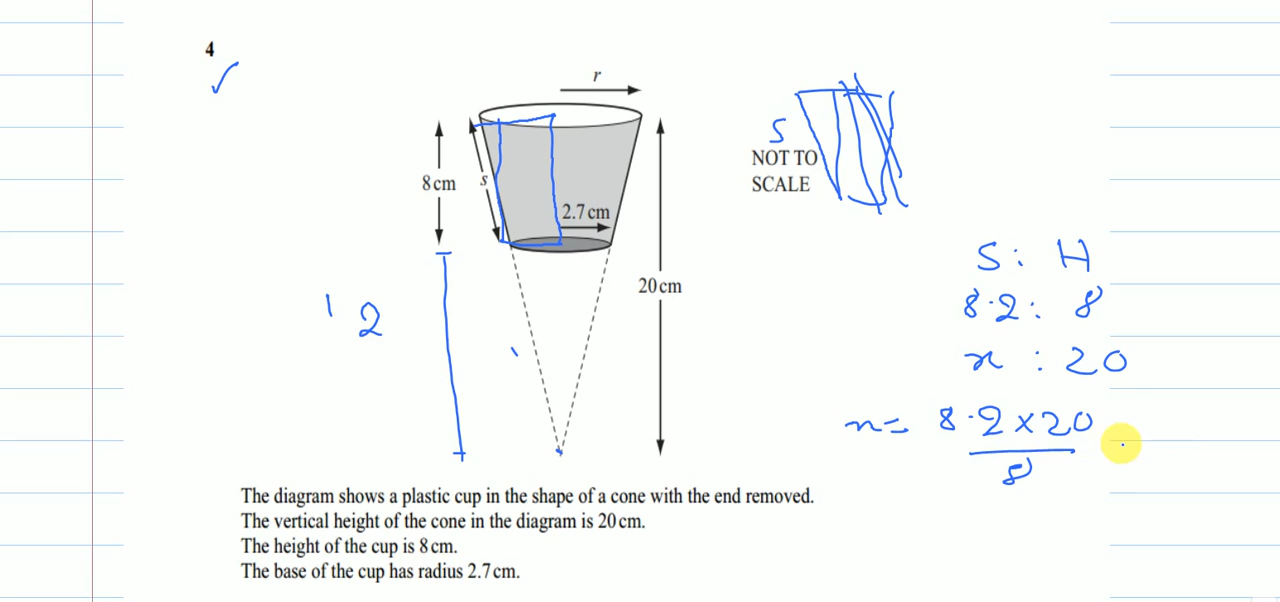 4
r
8 cm
s
2.7 cm
20 cm
S
NOT TO
SCALE
12
S : H
8.2 : 8
x : 20
x = 8.2 × 20
8
The diagram shows a plastic cup in the shape of a cone with the end removed.
The vertical height of the cone in the diagram is 20 cm.
The height of the cup is 8 cm.
The base of the cup has radius 2.7 cm.